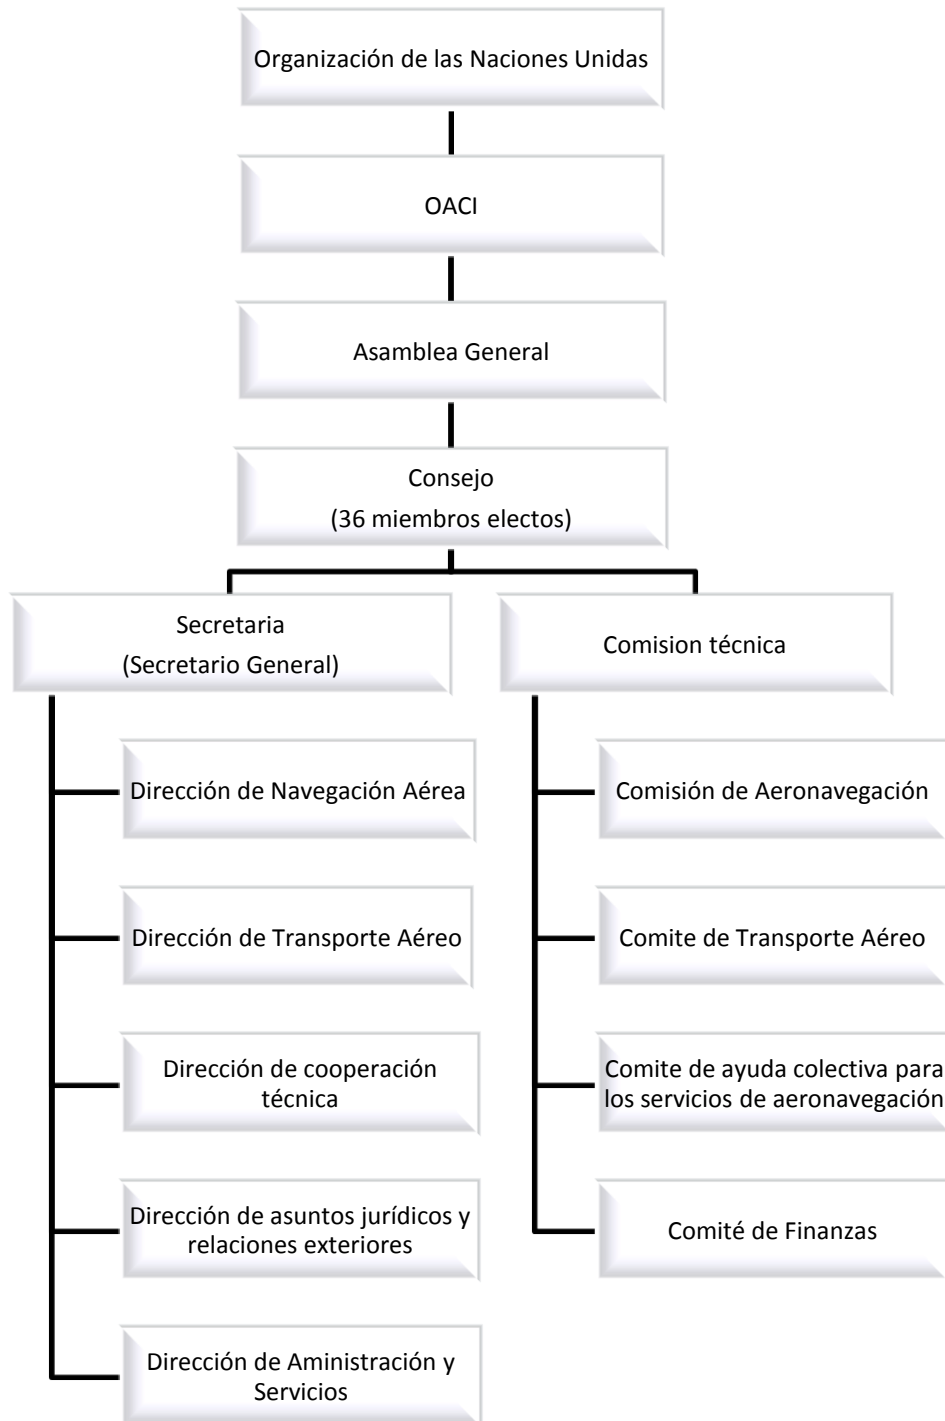 Organización de las Naciones Unidas
OACI
Asamblea General
Consejo
(36 miembros electos)
Secretaria
(Secretario General)
Dirección de Navegación Aérea
Dirección de Transporte Aéreo
Dirección de cooperación
técnica
Dirección de asuntos jurídicos y
relaciones exteriores
Dirección de Aministración y
Servicios
Comision técnica
Comisión de Aeronavegación
Comite de Transporte Aéreo
Comite de ayuda colectiva para
los servicios de aeronavegación
Comité de Finanzas